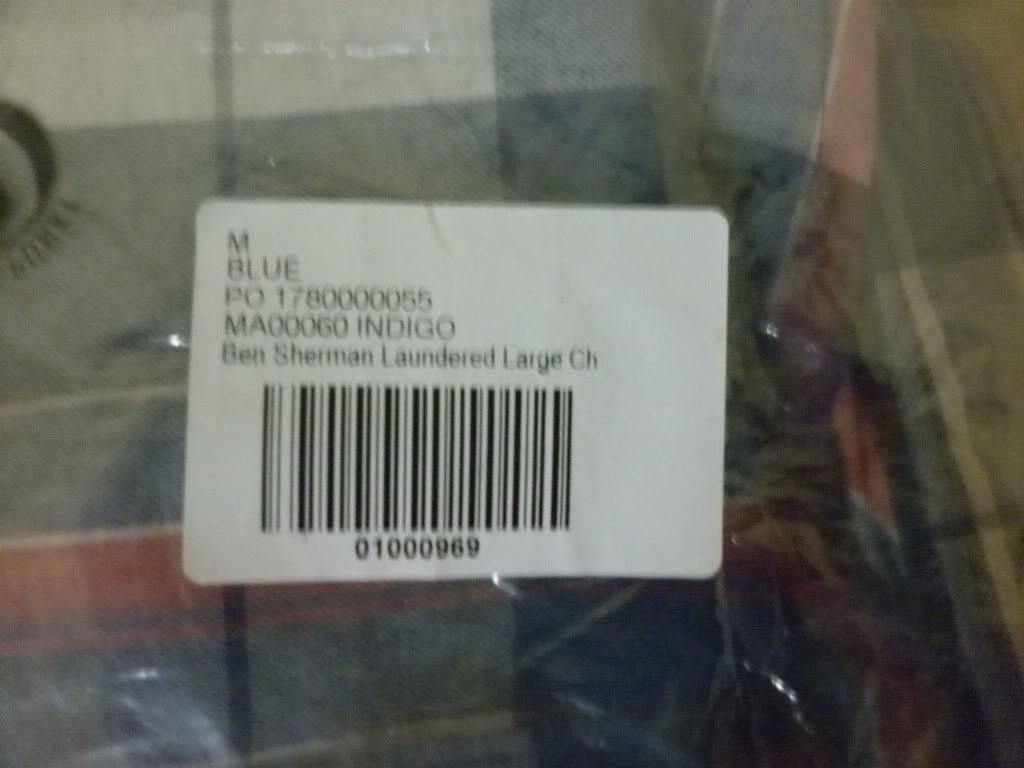 M
BLUE
PO 1780000055
MA00060 INDIGO
Ben Sherman Laundered Large Ch
01000969